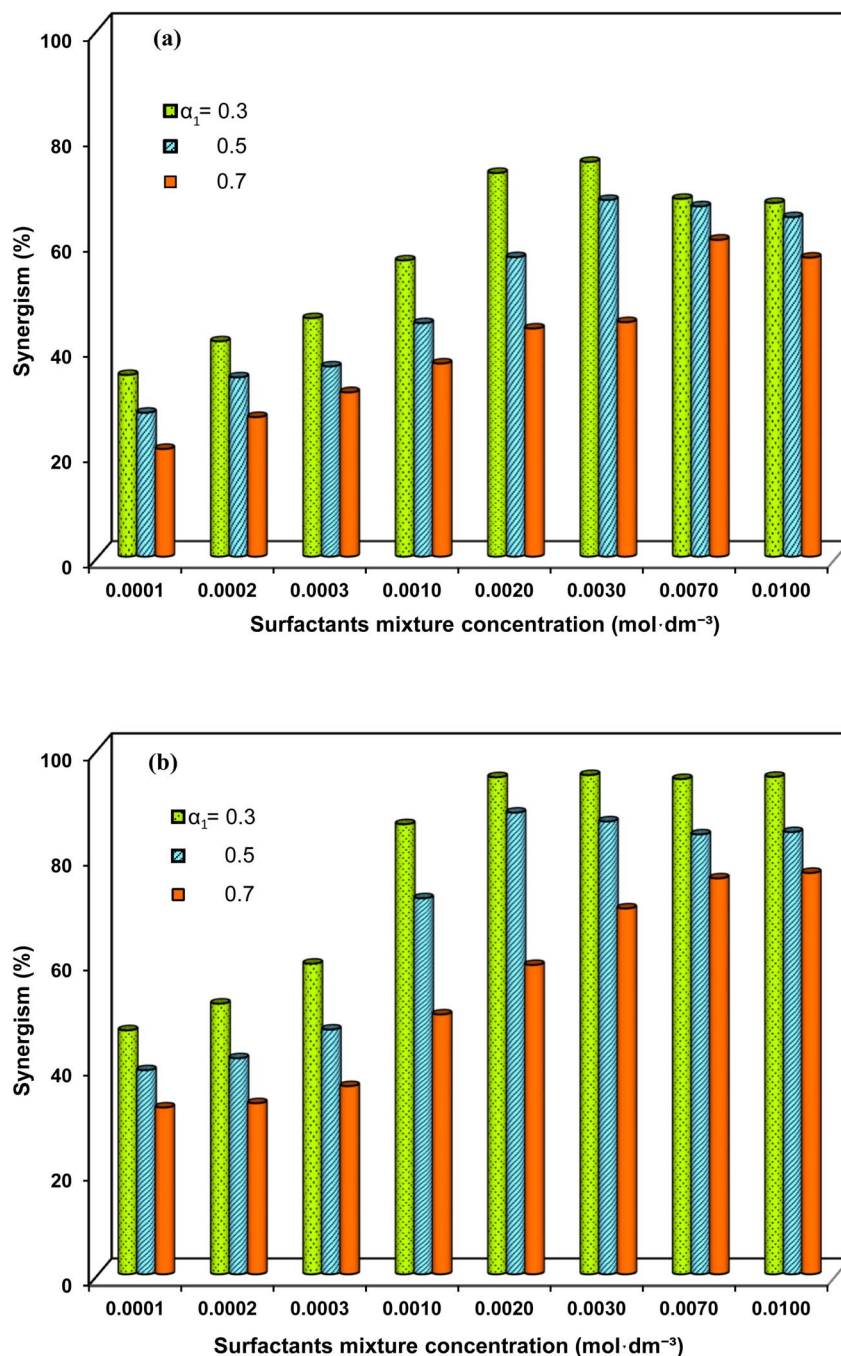 (a)
100
80
60
40
20
0
Synergism (%)
α₁= 0.3
0.5
0.7
0.0001 0.0002 0.0003 0.0010 0.0020 0.0030 0.0070 0.0100
Surfactants mixture concentration (mol·dm⁻³)
(b)
100
80
60
40
20
0
Synergism (%)
α₁= 0.3
0.5
0.7
0.0001 0.0002 0.0003 0.0010 0.0020 0.0030 0.0070 0.0100
Surfactants mixture concentration (mol·dm⁻³)